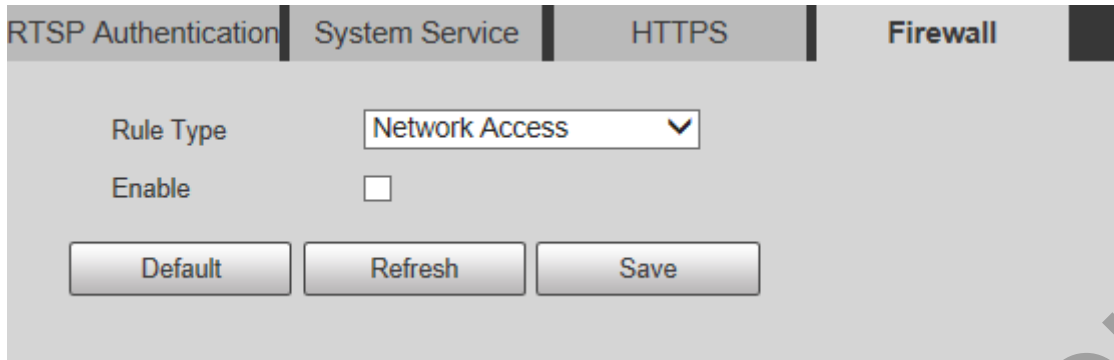 RTSP Authentication System Service HTTPS Firewall
Rule Type Network Access
Enable
Default Refresh Save